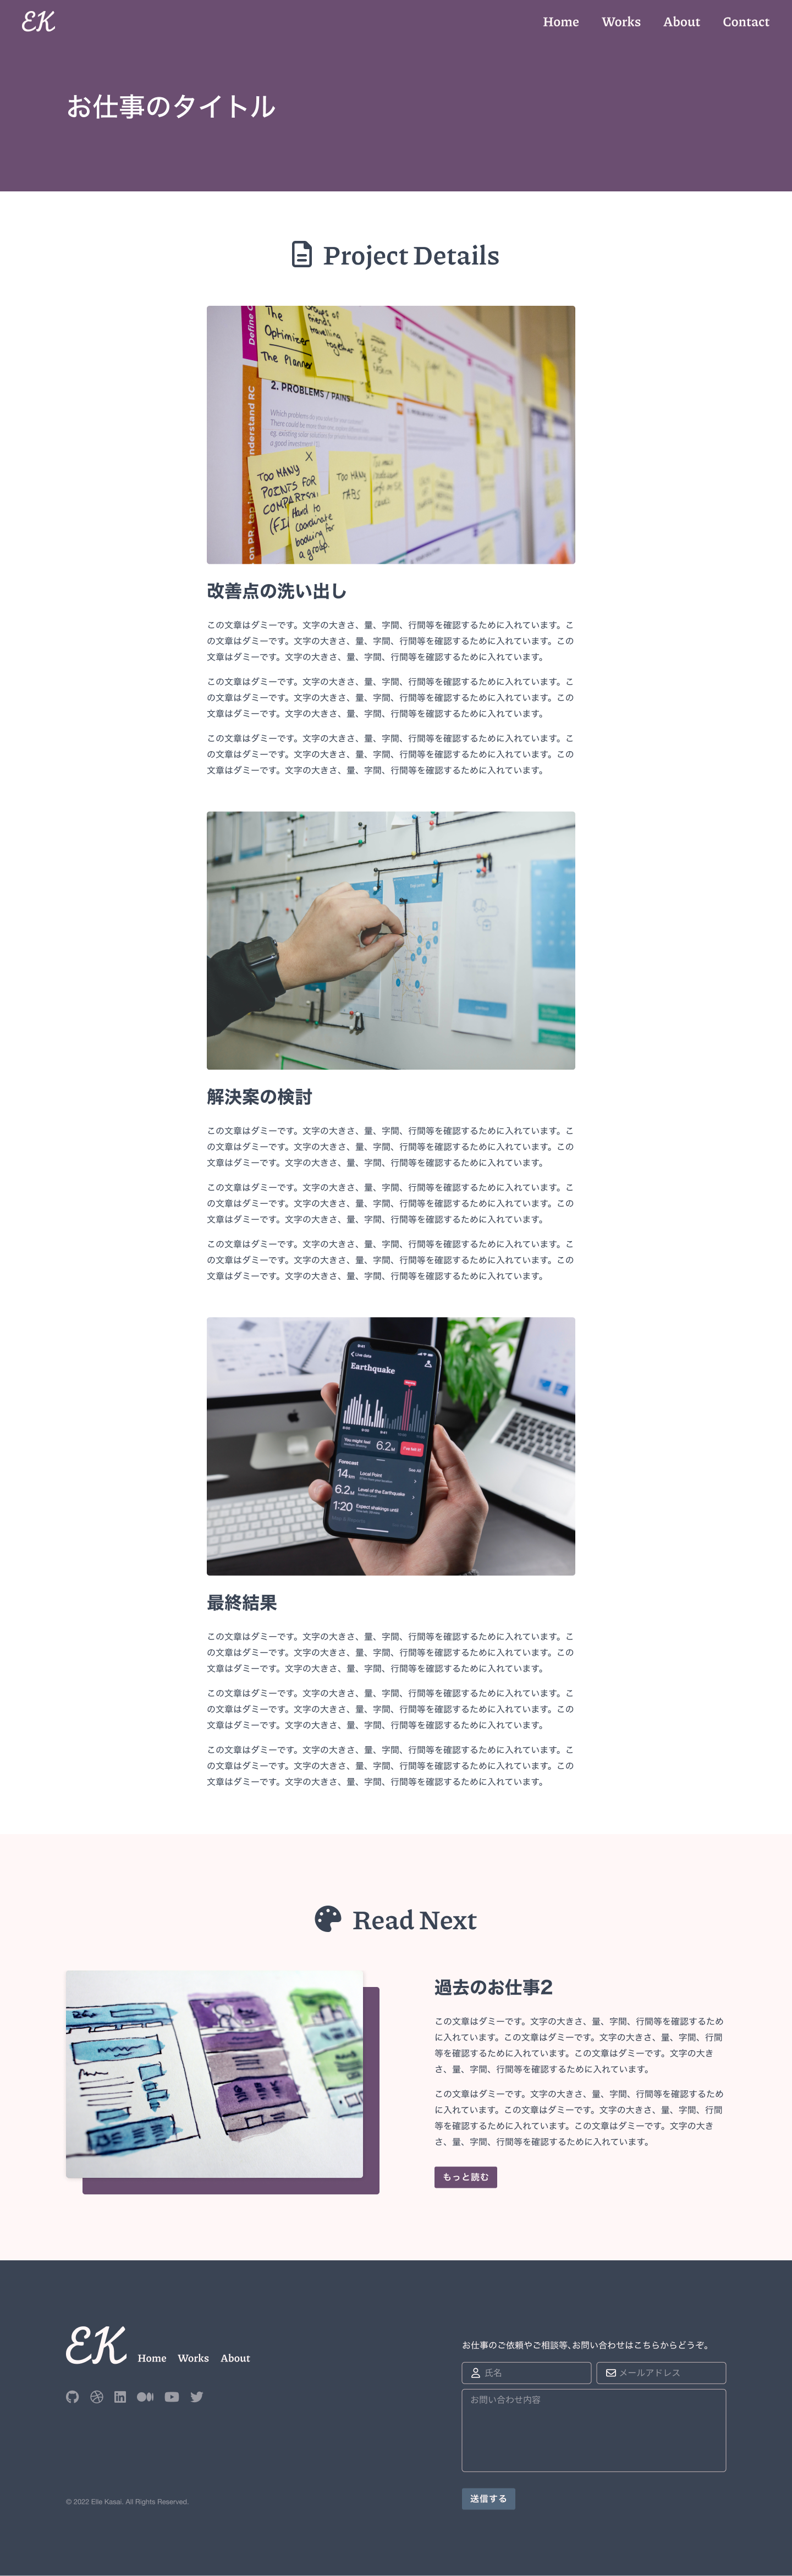 EK
Home Works About Contact
お仕事のタイトル
Project Details
Define
Groups of
friends
travelling
together
The
Optimizer
The Planner
2. PROBLEMS / PAINS
Which problems do you solve for your customer?
understand RC
X
TOO MANY
POINTS FOR
COMPARISON
TOO MANY
TABS
Hard to
coordinate
booking for
a group.
改善点の洗い出し
この文章はダミーです。文字の大きさ、量、字間、行間等を確認するために入れています。こ
の文章はダミーです。文字の大きさ、量、字間、行間等を確認するために入れています。この
文章はダミーです。文字の大きさ、量、字間、行間等を確認するために入れています。
この文章はダミーです。文字の大きさ、量、字間、行間等を確認するために入れています。こ
の文章はダミーです。文字の大きさ、量、字間、行間等を確認するために入れています。この
文章はダミーです。文字の大きさ、量、字間、行間等を確認するために入れています。
この文章はダミーです。文字の大きさ、量、字間、行間等を確認するために入れています。こ
の文章はダミーです。文字の大きさ、量、字間、行間等を確認するために入れています。この
文章はダミーです。文字の大きさ、量、字間、行間等を確認するために入れています。
解決案の検討
この文章はダミーです。文字の大きさ、量、字間、行間等を確認するために入れています。こ
の文章はダミーです。文字の大きさ、量、字間、行間等を確認するために入れています。この
文章はダミーです。文字の大きさ、量、字間、行間等を確認するために入れています。
この文章はダミーです。文字の大きさ、量、字間、行間等を確認するために入れています。こ
の文章はダミーです。文字の大きさ、量、字間、行間等を確認するために入れています。この
文章はダミーです。文字の大きさ、量、字間、行間等を確認するために入れています。
この文章はダミーです。文字の大きさ、量、字間、行間等を確認するために入れています。こ
の文章はダミーです。文字の大きさ、量、字間、行間等を確認するために入れています。この
文章はダミーです。文字の大きさ、量、字間、行間等を確認するために入れています。
9:41
Live data
Earthquake
6.2
Forecast
See All
14km
Local Point
6.2
Level of the Earthquake
1:20
Expect shakings until
最終結果
この文章はダミーです。文字の大きさ、量、字間、行間等を確認するために入れています。こ
の文章はダミーです。文字の大きさ、量、字間、行間等を確認するために入れています。この
文章はダミーです。文字の大きさ、量、字間、行間等を確認するために入れています。
この文章はダミーです。文字の大きさ、量、字間、行間等を確認するために入れています。こ
の文章はダミーです。文字の大きさ、量、字間、行間等を確認するために入れています。この
文章はダミーです。文字の大きさ、量、字間、行間等を確認するために入れています。
この文章はダミーです。文字の大きさ、量、字間、行間等を確認するために入れています。こ
の文章はダミーです。文字の大きさ、量、字間、行間等を確認するために入れています。この
文章はダミーです。文字の大きさ、量、字間、行間等を確認するために入れています。
Read Next
過去のお仕事2
この文章はダミーです。文字の大きさ、量、字間、行間等を確認するため
に入れています。この文章はダミーです。文字の大きさ、量、字間、行間
等を確認するために入れています。この文章はダミーです。文字の大き
さ、量、字間、行間等を確認するために入れています。
この文章はダミーです。文字の大きさ、量、字間、行間等を確認するため
に入れています。この文章はダミーです。文字の大きさ、量、字間、行間
等を確認するために入れています。この文章はダミーです。文字の大き
さ、量、字間、行間等を確認するために入れています。
もっと読む
EK
Home Works About
© 2022 Elle Kasai. All Rights Reserved.
お仕事のご依頼やご相談等、お問い合わせはこちらからどうぞ。
氏名
メールアドレス
お問い合わせ内容
送信する